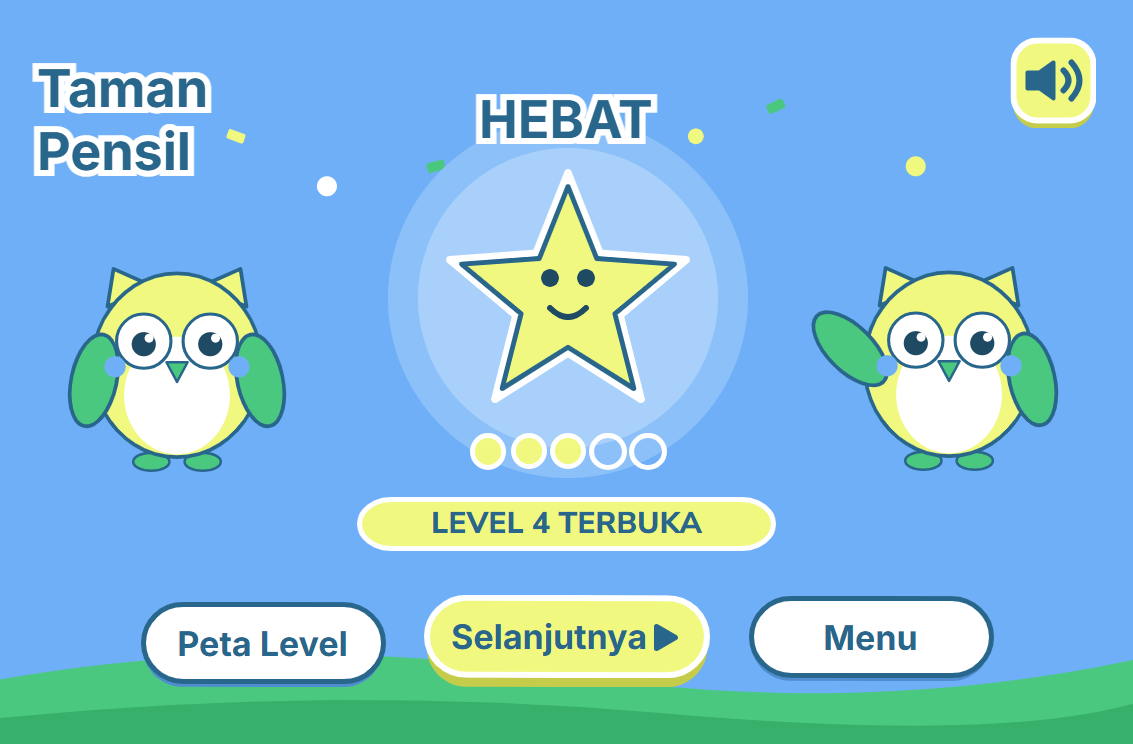 Taman
Pensil
HEBAT
LEVEL 4 TERBUKA
Peta Level
Selanjutnya
Menu